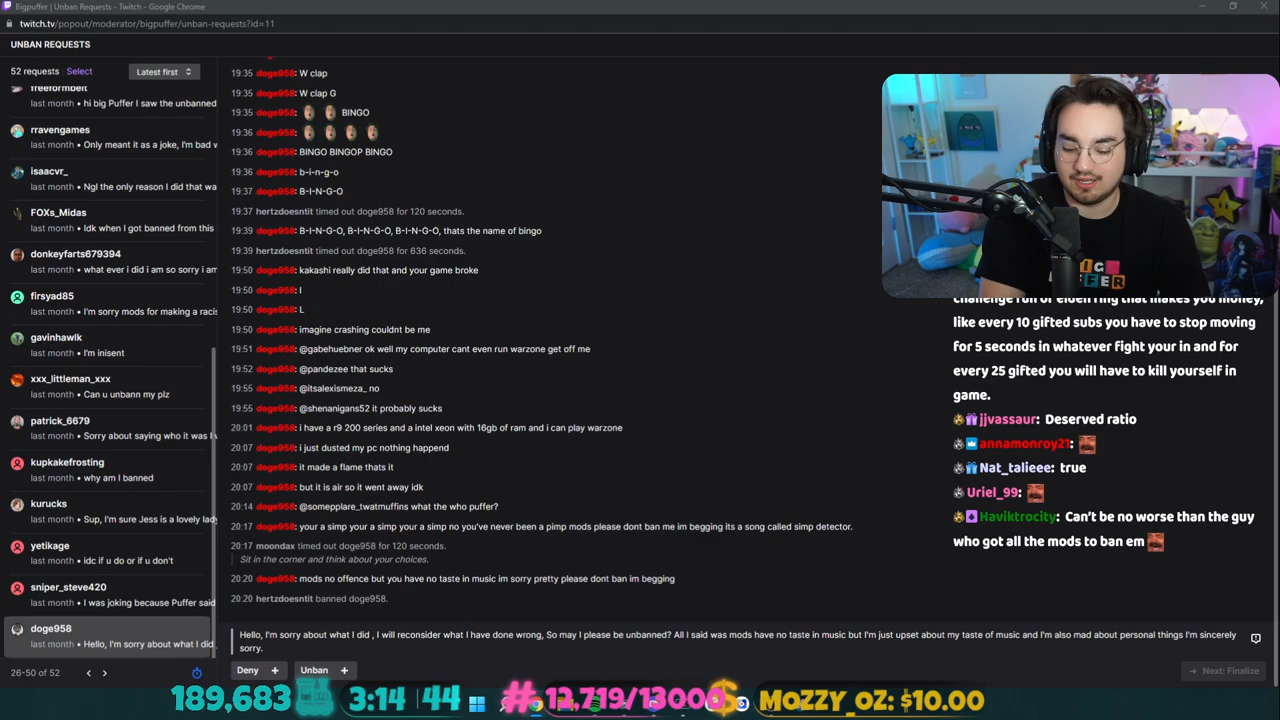 Bigpuffer | Unban Requests - Twitch - Google Chrome
twitch.tv/popout/moderator/bigpuffer/unban-requests?id=11
UNBAN REQUESTS
52 requests Select Latest first
freeformbeit
last month • hi big Puffer I saw the unbanned
rravengames
last month • Only meant it as a joke, I'm bad w
isaacvr_
last month • Ngl the only reason I did that wa
FOXs_Midas
last month • Idk when I got banned from this
donkeyfarts679394
last month • what ever i did i am so sorry i am
firsyad85
last month • I'm sorry mods for making a racis
gavinhawlk
last month • I'm inisent
xxx_littleman_xxx
last month • Can u unbann my plz
patrick_6679
last month • Sorry about saying who it was I w
kupkakefrosting
last month • why am I banned
kurucks
last month • Sup, I'm sure Jess is a lovely lady
yetikage
last month • idc if u do or if u don't
sniper_steve420
last month • I was joking because Puffer said
doge958
last month • Hello, I'm sorry about what I did
26-50 of 52
19:35 doge958: W clap
19:35 doge958: W clap G
19:35 doge958: BINGO
19:36 doge958:
19:36 doge958: BINGO BINGOP BINGO
19:36 doge958: b-i-n-g-o
19:37 doge958: B-I-N-G-O
19:37 hertzdoesntit timed out doge958 for 120 seconds.
19:39 doge958: B-I-N-G-O, B-I-N-G-O, B-I-N-G-O, thats the name of bingo
19:39 hertzdoesntit timed out doge958 for 636 seconds.
19:50 doge958: kakashi really did that and your game broke
19:50 doge958: l
19:50 doge958: L
19:50 doge958: imagine crashing couldnt be me
19:51 doge958: @gabehuebner ok well my computer cant even run warzone get off me
19:52 doge958: @pandezee that sucks
19:55 doge958: @itsalexismeza_ no
19:55 doge958: @shenanigans52 it probably sucks
20:01 doge958: i have a r9 200 series and a intel xeon with 16gb of ram and i can play warzone
20:07 doge958: i just dusted my pc nothing happend
20:07 doge958: it made a flame thats it
20:07 doge958: but it is air so it went away idk
20:14 doge958: @somepplare_twatmuffins what the who puffer?
20:17 doge958: your a simp your a simp your a simp no you've never been a pimp mods please dont ban me im begging its a song called simp detector.
20:17 moondax timed out doge958 for 120 seconds.
Sit in the corner and think about your choices.
20:20 doge958: mods no offence but you have no taste in music im sorry pretty please dont ban im begging
20:20 hertzdoesntit banned doge958.
Hello, I'm sorry about what I did , I will reconsider what I have done wrong, So may I please be unbanned? All I said was mods have no taste in music but I'm just upset about my taste of music and I'm also mad about personal things I'm sincerely
sorry.
Deny + Unban + → Next: Finalize
challenge run of elden ring that makes you money,
like every 10 gifted subs you have to stop moving
for 5 seconds in whatever fight your in and for
every 25 gifted you will have to kill yourself in
game.
jjvassaur: Deserved ratio
annamonroy21:
Nat_talieee: true
Uriel_99:
Haviktrocity: Can't be no worse than the guy
who got all the mods to ban em
189,683 3:14 | 44 # 12,719/13000 $ MOZZY_OZ: $10.00